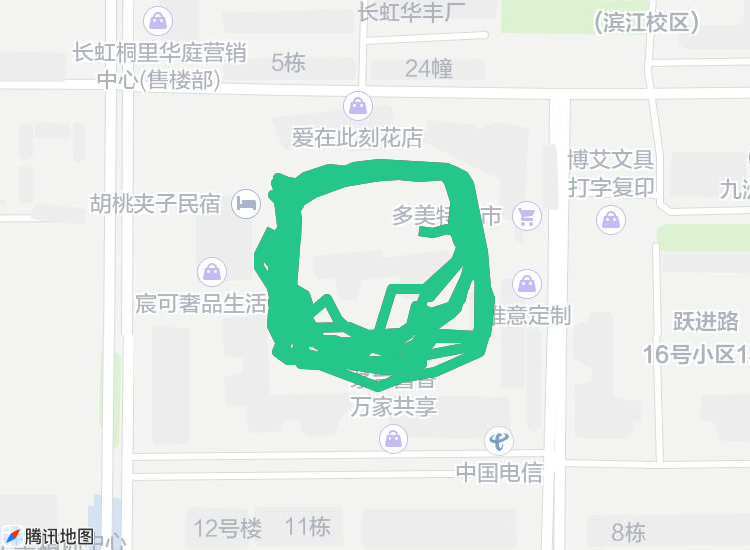 长虹华丰厂
(滨江校区)
长虹桐里华庭营销
中心(售楼部)
5栋
24幢
爱在此刻花店
博艾文具
打字复印
胡桃夹子民宿
多美特
市
宸可奢品生活
意定制
跃进路
16号小区1
万家共享
中国电信
12号楼
11栋
8栋
腾讯地图
中心